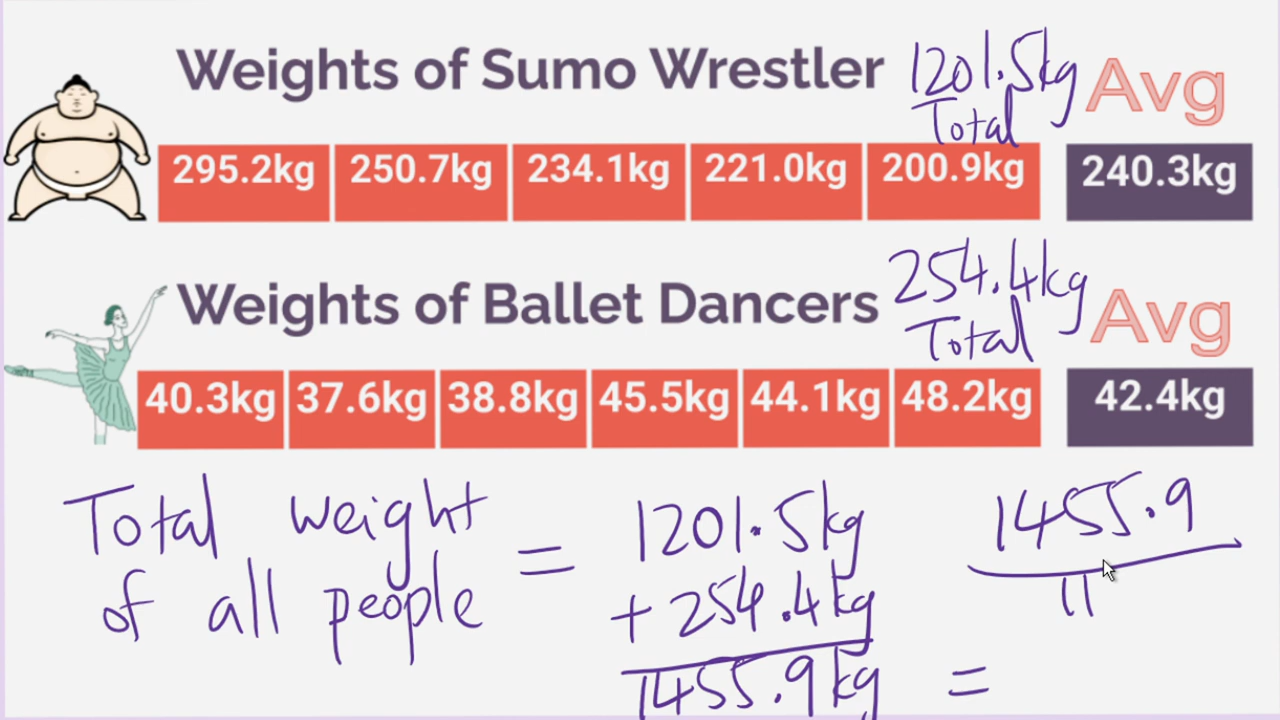 Weights of Sumo Wrestler 1201.5kg Avg
Total
295.2kg 250.7kg 234.1kg 221.0kg 200.9kg 240.3kg
Weights of Ballet Dancers 254.4kg Avg
Total
40.3kg 37.6kg 38.8kg 45.5kg 44.1kg 48.2kg 42.4kg
Total weight = 1201.5kg 1455.9
of all people + 254.4kg 11
1455.9kg =